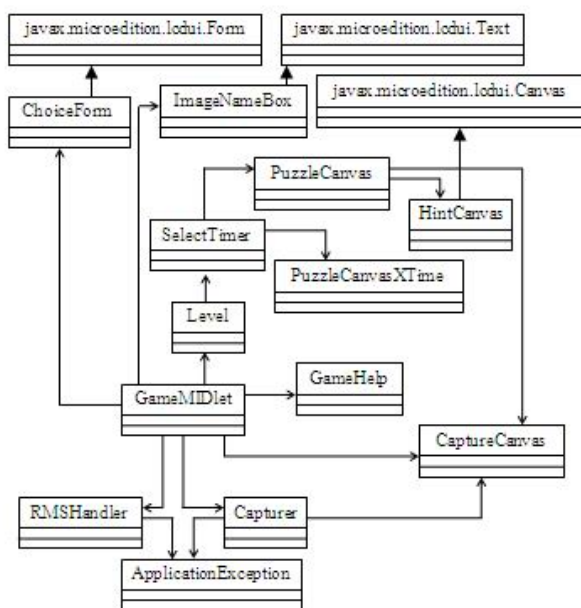 javax.microedition.lcdui.Form
javax.microedition.lcdui.Text
javax.microedition.lcdui.Canvas
ChoiceForm
ImageNameBox
PuzzleCanvas
HintCanvas
SelectTimer
PuzzleCanvasXTime
Level
GameHelp
GameMIDlet
CaptureCanvas
RMSHandler
Capturer
ApplicationException